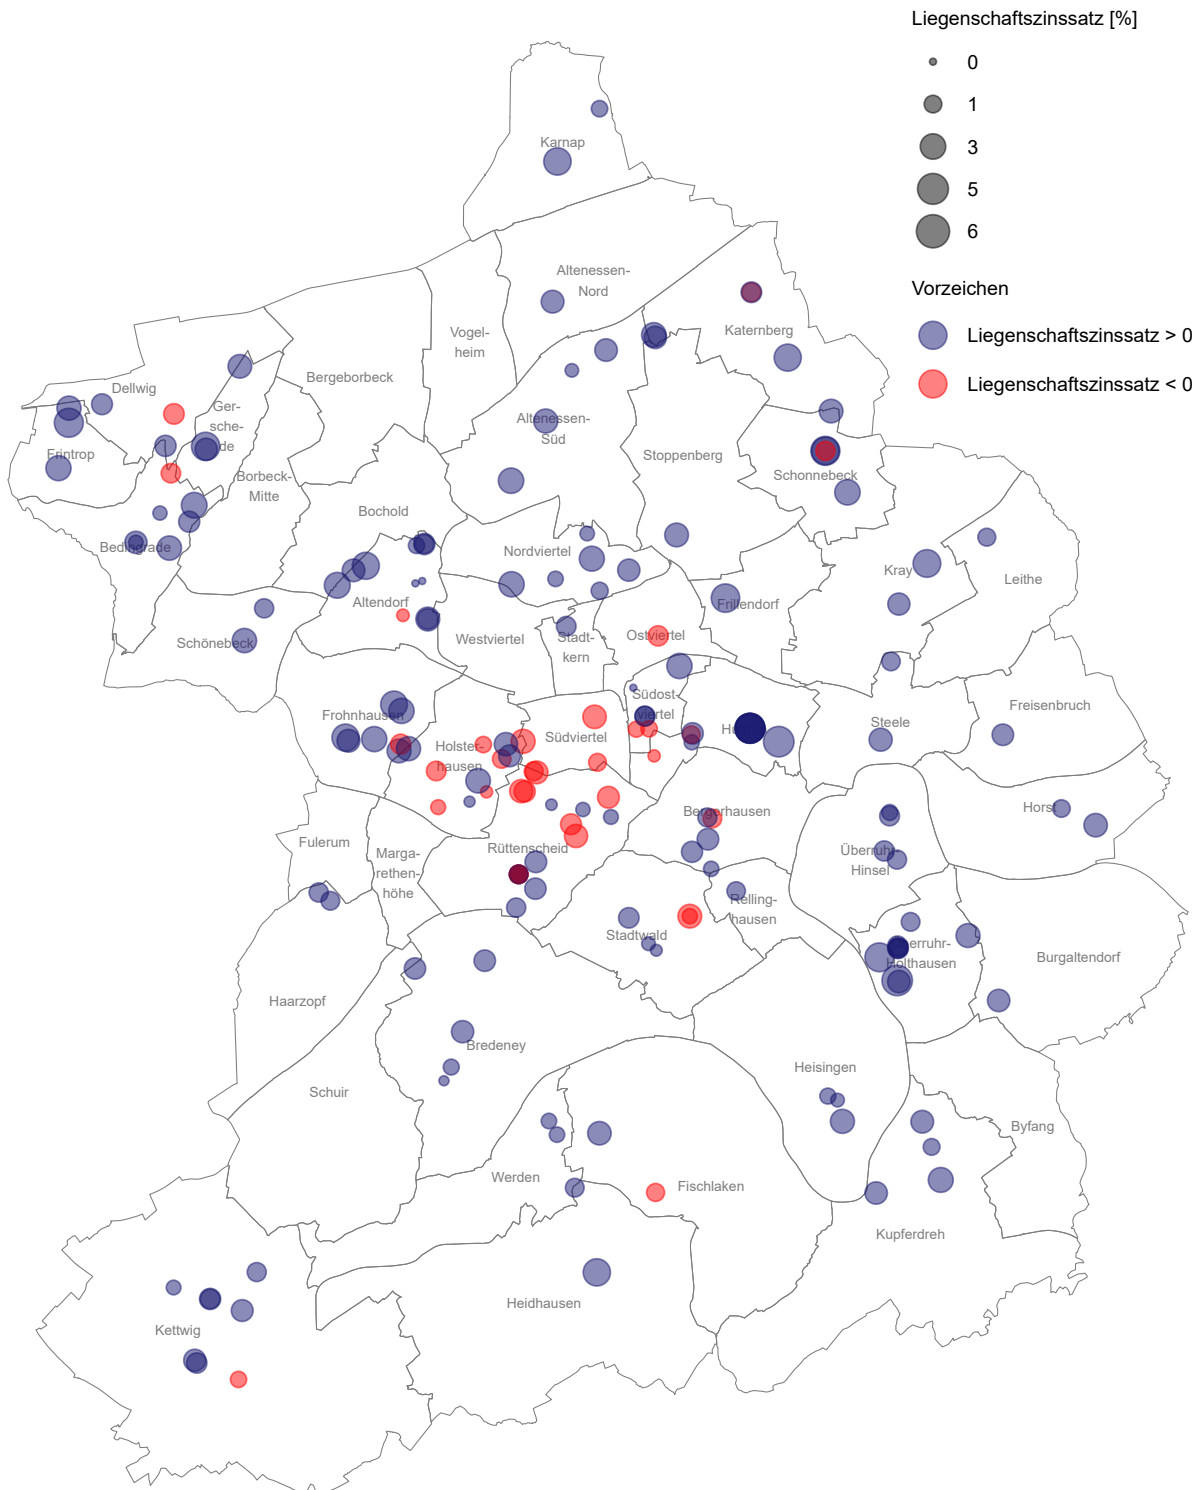 Liegenschaftszinssatz [%]
0
1
3
5
6
Vorzeichen
Liegenschaftszinssatz > 0
Liegenschaftszinssatz < 0
Karnap
Altenessen-
Nord
Vogel-
heim
Katernberg
Bergeborbeck
Dellwig
Ger-
sche-
de
Altenessen-
Süd
Frintrop
Stoppenberg
Borbeck-
Mitte
Schonnebeck
Bochold
Bedingrade
Nordviertel
Kray
Leithe
Altendorf
Frillendorf
Schönebeck
Westviertel
Stadt-
kern
Ostviertel
Südost-
viertel
Frohnhausen
Freisenbruch
Steele
Südviertel
Holster-
hausen
Horst
Bergerhausen
Fulerum
Rüttenscheid
Marga-
rethen-
höhe
Überruhr-
Hinsel
Relling-
hausen
Stadtwald
Holthausen
Burgaltendorf
Haarzopf
Bredeney
Heisingen
Schuir
Byfang
Werden
Fischlaken
Kupferdreh
Heidhausen
Kettwig